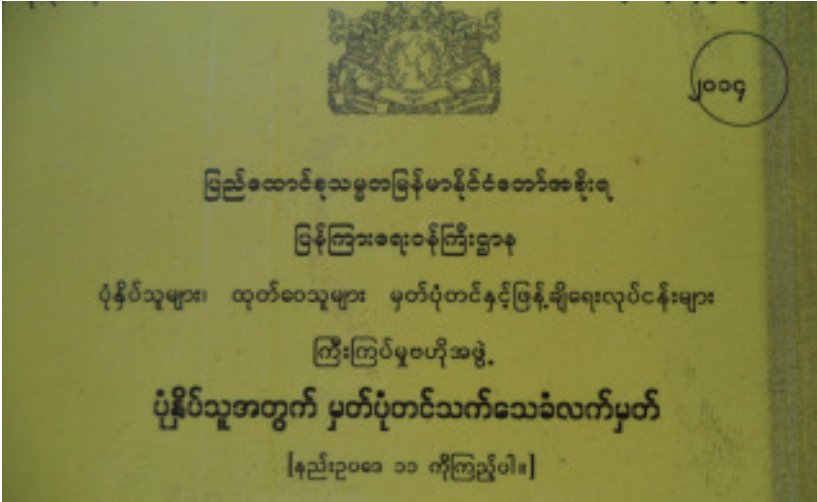 ၂၀၁၄
ပြည်ထောင်စုသမ္မတမြန်မာနိုင်ငံတော်အစိုးရ
ပြန်ကြားရေးဝန်ကြီးဌာန
ပုံနှိပ်သူများ၊ ထုတ်ဝေသူများ မှတ်ပုံတင်နှင့်ဖြန့်ချိရေးလုပ်ငန်းများ
ကြီးကြပ်မှုဗဟိုအဖွဲ့
ပုံနှိပ်သူအတွက် မှတ်ပုံတင်သက်သေခံလက်မှတ်
[နည်းဥပဒေ ၁၁ ကိုကြည့်ပါ။]